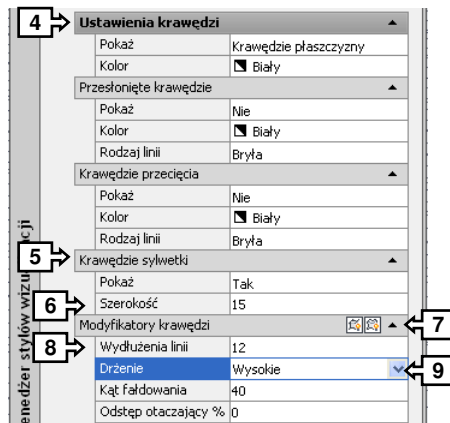 4 Ustawienia krawędzi
Pokaż Krawędzie płaszczyzny
Kolor Biały
Przesłonięte krawędzie
Pokaż Nie
Kolor Biały
Rodzaj linii Bryła
Krawędzie przecięcia
Pokaż Nie
Kolor Biały
Rodzaj linii Bryła
5 Krawędzie sylwetki
Pokaż Tak
6 Szerokość 15
Modyfikatory krawędzi 7
8 Wydłużenia linii 12
Drżenie Wysokie 9
Kąt fałdowania 40
Odstęp otaczający % 0
enedżer stylów wizu
cji